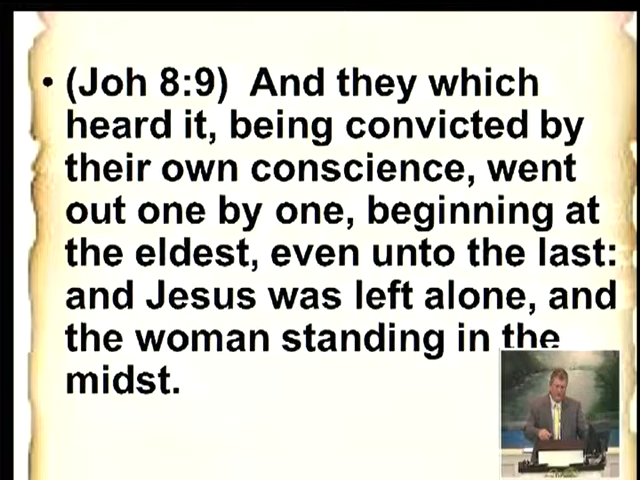 • (Joh 8:9)  And they which
heard it, being convicted by
their own conscience, went
out one by one, beginning at
the eldest, even unto the last:
and Jesus was left alone, and
the woman standing in the
midst.